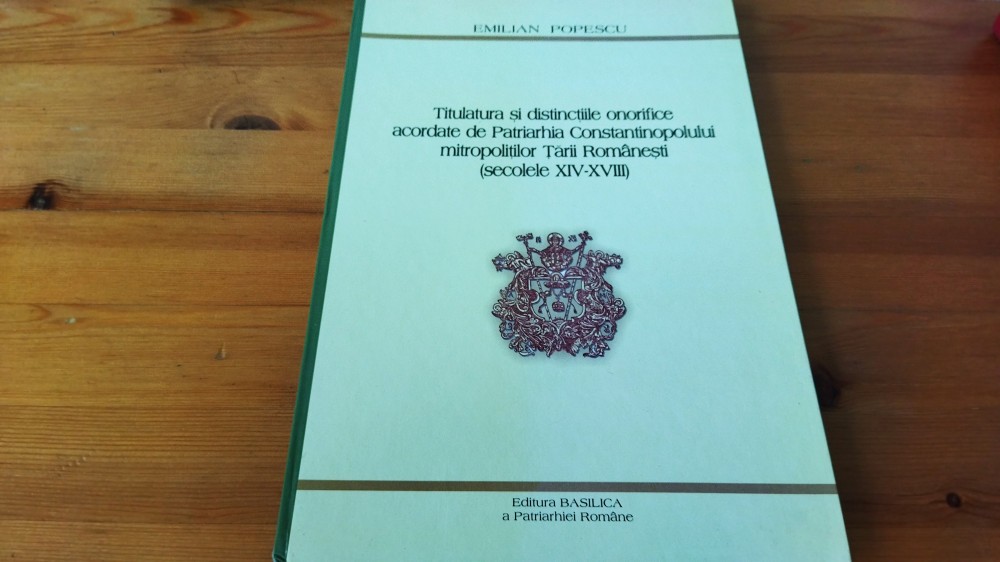 EMILIAN POPESCU
Titulatura și distincțiile onorifice
acordate de Patriarhia Constantinopolului
mitropoliților Țării Românești
(secolele XIV-XVIII)
Editura BASILICA
a Patriarhiei Române